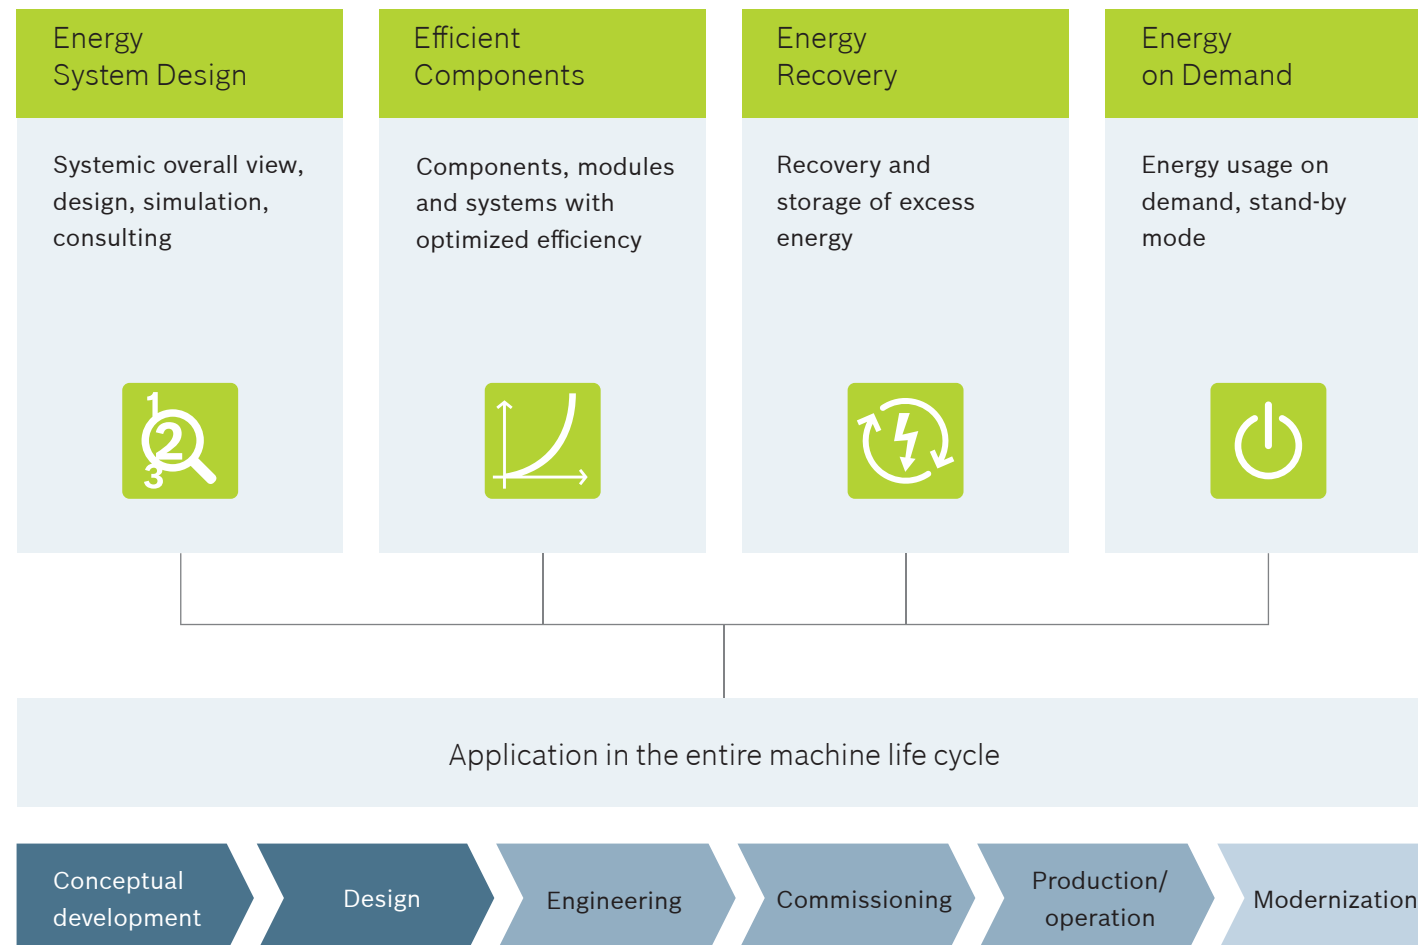 Energy
System Design
Systemic overall view,
design, simulation,
consulting
1
2
3
Efficient
Components
Components, modules
and systems with
optimized efficiency
Energy
Recovery
Recovery and
storage of excess
energy
Energy
on Demand
Energy usage on
demand, stand-by
mode
Application in the entire machine life cycle
Conceptual
development
Design
Engineering
Commissioning
Production/
operation
Modernization